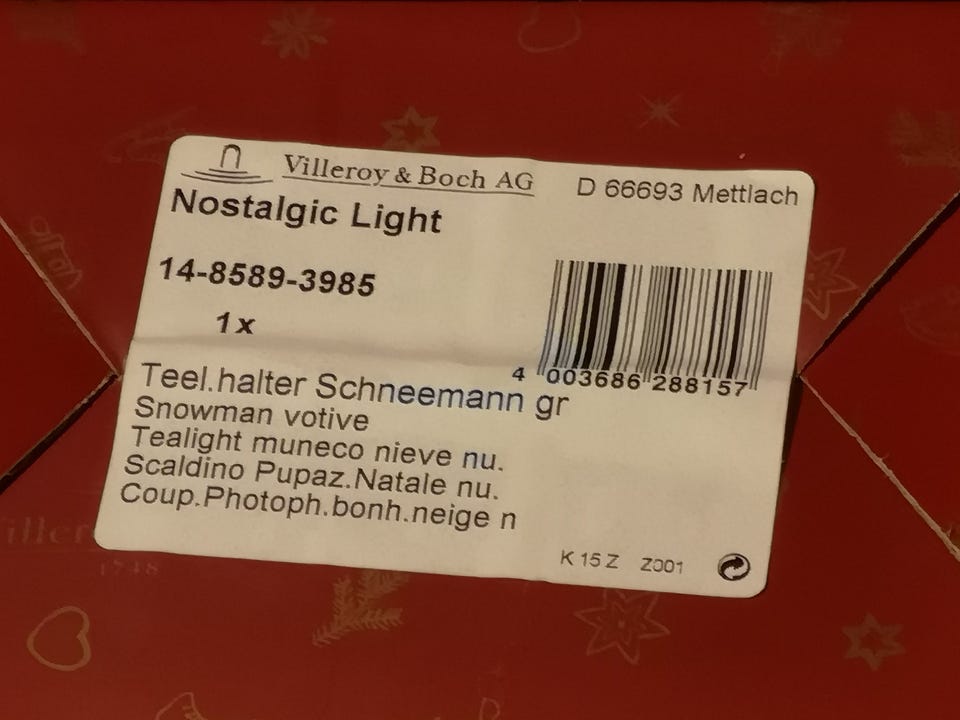 Villeroy & Boch AG D 66693 Mettlach
Nostalgic Light
14-8589-3985
1x
4 003686 288157
Teel.halter Schneemann gr
Snowman votive
Tealight muneco nieve nu.
Scaldino Pupaz.Natale nu.
Coup.Photoph.bonh.neige n
K 15 Z Z001
1748